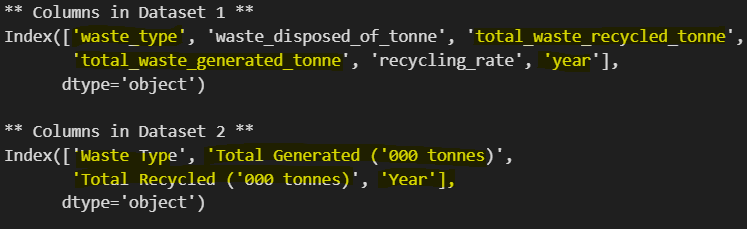 ** Columns in Dataset 1 **
Index(['waste_type', 'waste_disposed_of_tonne', 'total_waste_recycled_tonne',
'total_waste_generated_tonne', 'recycling_rate', 'year'],
dtype='object')
** Columns in Dataset 2 **
Index(['Waste Type', 'Total Generated ('000 tonnes)',
'Total Recycled ('000 tonnes)', 'Year'],
dtype='object')